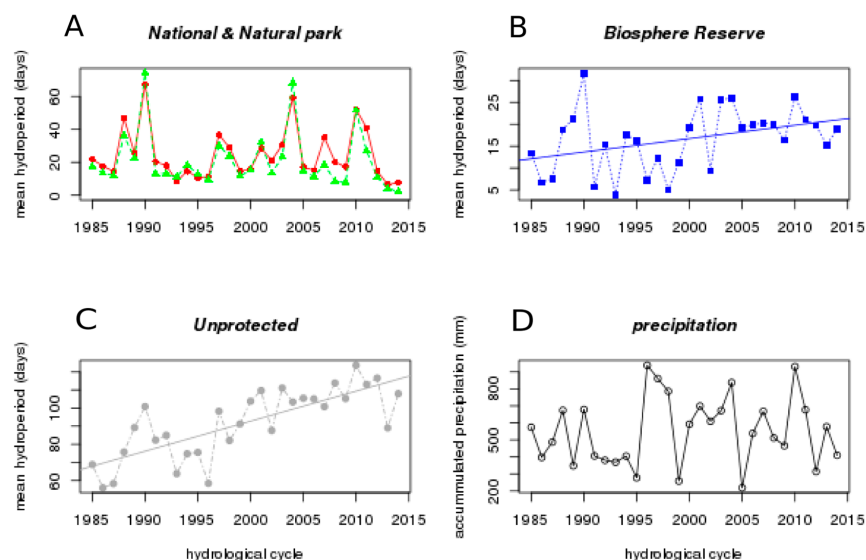 A
National & Natural park
mean hydroperiod (days)
0 20 40 60
1985 1990 1995 2000 2005 2010 2015
B
Biosphere Reserve
mean hydroperiod (days)
5 15 25
1985 1990 1995 2000 2005 2010 2015
C
Unprotected
mean hydroperiod (days)
60 80 100
1985 1990 1995 2000 2005 2010 2015
hydrological cycle
D
precipitation
accummulated precipitation (mm)
200 500 800
1985 1990 1995 2000 2005 2010 2015
hydrological cycle